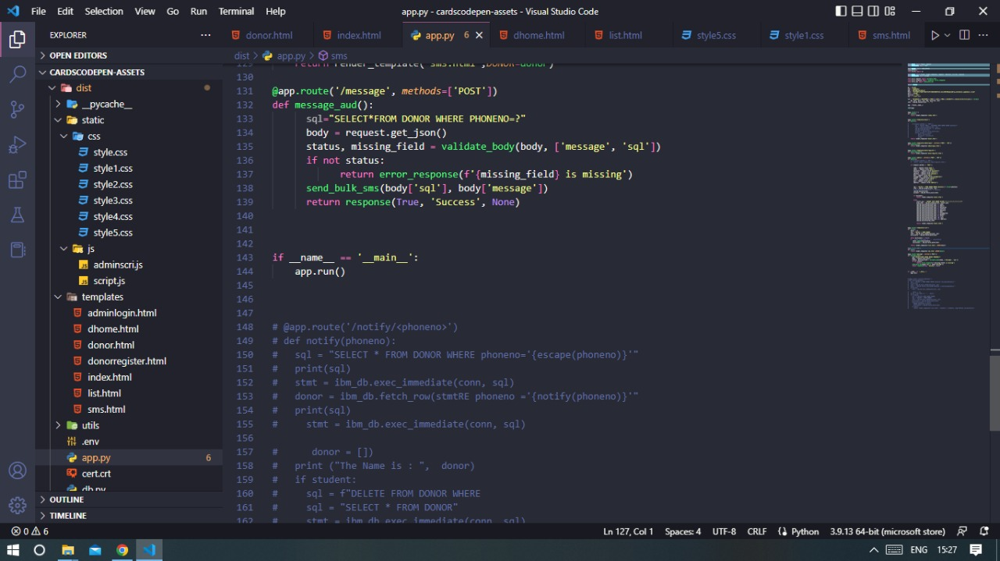 File Edit Selection View Go Run Terminal Help
app.py - cardscodepen-assets - Visual Studio Code
EXPLORER
donor.html index.html app.py 6 dhome.html list.html style5.css style1.css sms.html
OPEN EDITORS
dist > app.py > sms
CARDSCODEPEN-ASSETS
dist
__pycache__
static
css
style.css
style1.css
style2.css
style3.css
style4.css
style5.css
js
adminscri.js
script.js
templates
adminlogin.html
dhome.html
donor.html
donorregister.html
index.html
list.html
sms.html
utils
.env
app.py 6
cert.crt
db.py
OUTLINE
TIMELINE
129 return render_template('sms.html',DONOR=donor)
130
131 @app.route('/message', methods=['POST'])
132 def message_aud():
133 sql="SELECT FROM DONOR WHERE PHONENO=?"
134 body = request.get_json()
135 status, missing_field = validate_body(body, ['message', 'sql'])
136 if not status:
137 return error_response(f'{missing_field} is missing')
138 send_bulk_sms(body['sql'], body['message'])
139 return response(True, 'Success', None)
140
141
142
143 if __name__ == '__main__':
144 app.run()
145
146
147
148 # @app.route('/notify/<phoneno>')
149 # def notify(phoneno):
150 # sql = "SELECT * FROM DONOR WHERE phoneno='{escape(phoneno)}'"
151 # print(sql)
152 # stmt = ibm_db.exec_immediate(conn, sql)
153 # donor = ibm_db.fetch_row(stmtRE phoneno ='{notify(phoneno)}'"
154 # print(sql)
155 # stmt = ibm_db.exec_immediate(conn, sql)
156
157 # donor = [])
158 # print ("The Name is : ", donor)
159 # if student:
160 # sql = f"DELETE FROM DONOR WHERE
161 # sql = "SELECT * FROM DONOR"
162 # stmt = ibm_db.exec_immediate(conn, sql)
0 6
Ln 127, Col 1 Spaces: 4 UTF-8 CRLF Python 3.9.13 64-bit (microsoft store)
ENG 15:27